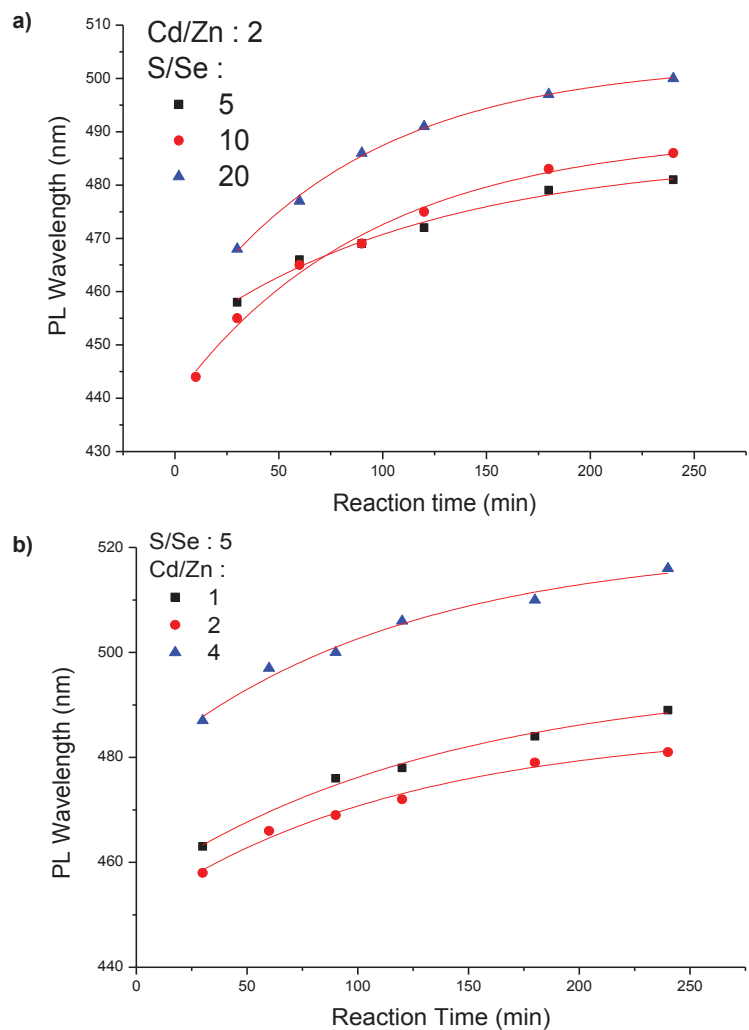 a)
Cd/Zn : 2
S/Se :
5
10
20
510
500
490
480
470
460
450
440
430
PL Wavelength (nm)
0 50 100 150 200 250
Reaction time (min)
b)
S/Se : 5
Cd/Zn :
1
2
4
520
500
480
460
440
PL Wavelength (nm)
0 50 100 150 200 250
Reaction Time (min)